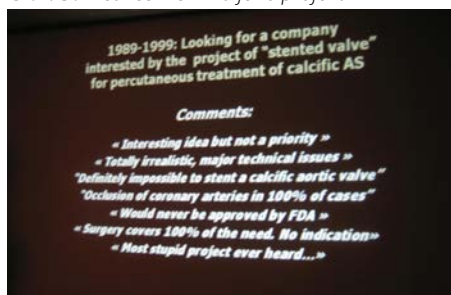 1989-1999: Looking for a company
interested by the project of "stented valve"
for percutaneous treatment of calcific AS
Comments:
« Interesting idea but not a priority »
« Totally irrealistic, major technical issues »
"Definitely impossible to stent a calcific aortic valve"
"Occlusion of coronary arteries in 100% of cases"
« Would never be approved by FDA »
« Surgery covers 100% of the need. No indication»
« Most stupid project ever heard...»